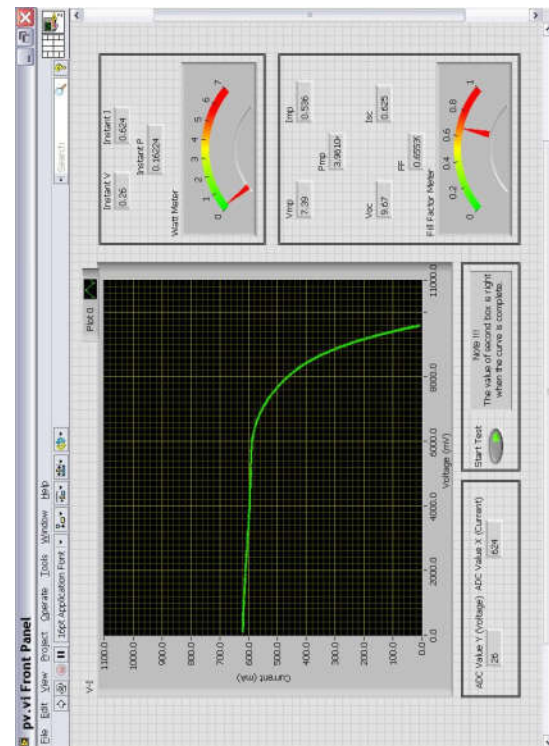 pv.vi Front Panel
File Edit View Project Operate Tools Window Help
16pt Application Font
Search
V-I
Plot 0
Current (mA)
1100.0
1000.0
900.0
800.0
700.0
600.0
500.0
400.0
300.0
200.0
100.0
0.0
0.0 2000.0 4000.0 6000.0 8000.0 11000.0
Voltage (mV)
ADC Value Y (Voltage) ADC Value X (Current)
26 624
Start Test
Note !!!
The value of second box is right
when the curve is complete.
Instant V Instant I
0.26 0.624
Instant P
0.16224
Watt Meter
0 1 2 3 4 5 6 7
Vmp Imp
7.39 0.536
Pmp
3.96104
Voc Isc
9.67 0.625
FF
0.65539
Fill Factor Meter
0 0.2 0.4 0.6 0.8 1